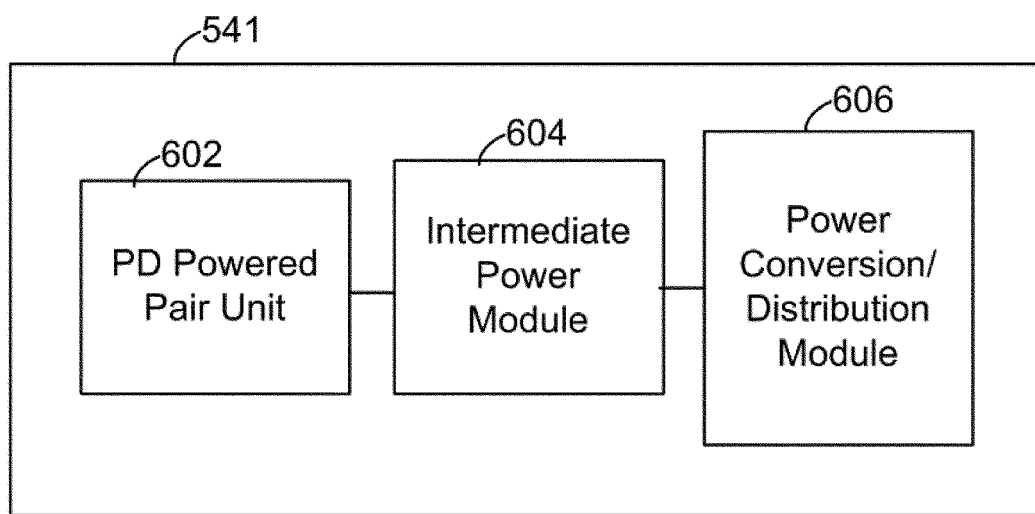 541
602
PD Powered
Pair Unit
604
Intermediate
Power
Module
606
Power
Conversion/
Distribution
Module